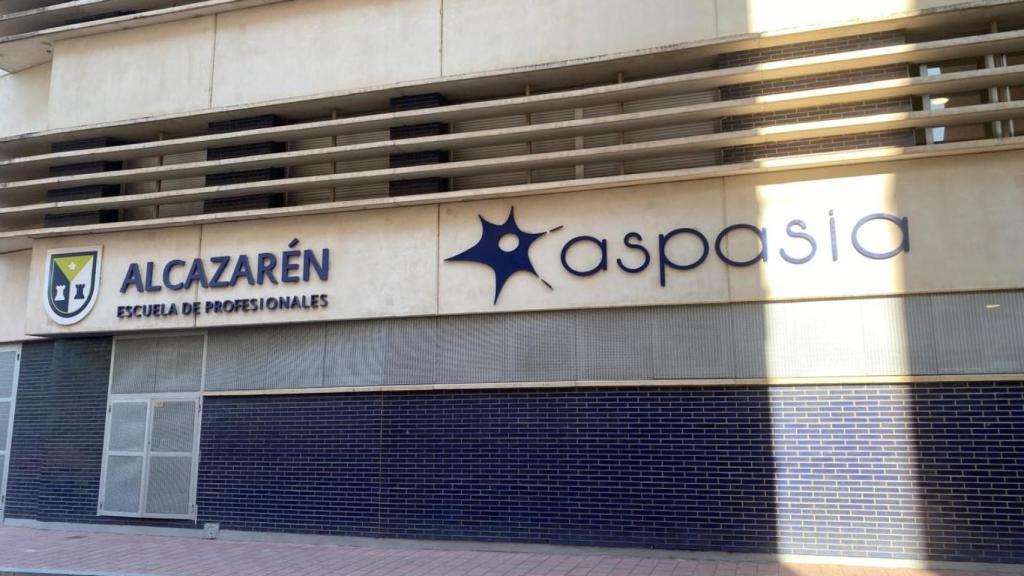 ALCAZARÉN
ESCUELA DE PROFESIONALES
aspasia